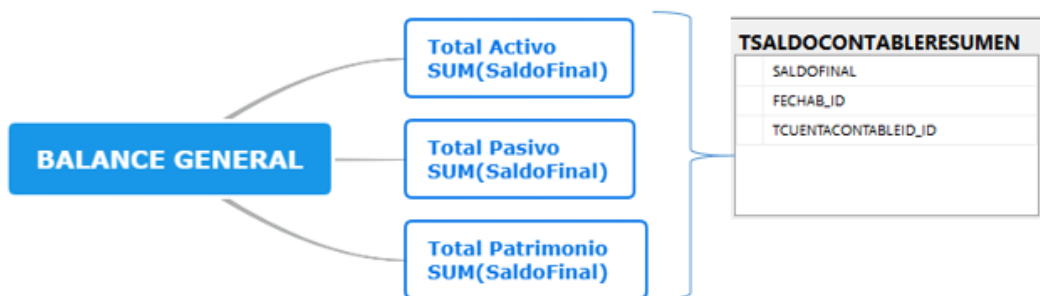 BALANCE GENERAL
Total Activo
SUM(SaldoFinal)
Total Pasivo
SUM(SaldoFinal)
Total Patrimonio
SUM(SaldoFinal)
TSALDOCONTABLERESUMEN
SALDOFINAL
FECHAB_ID
TCUENTACONTABLEID_ID